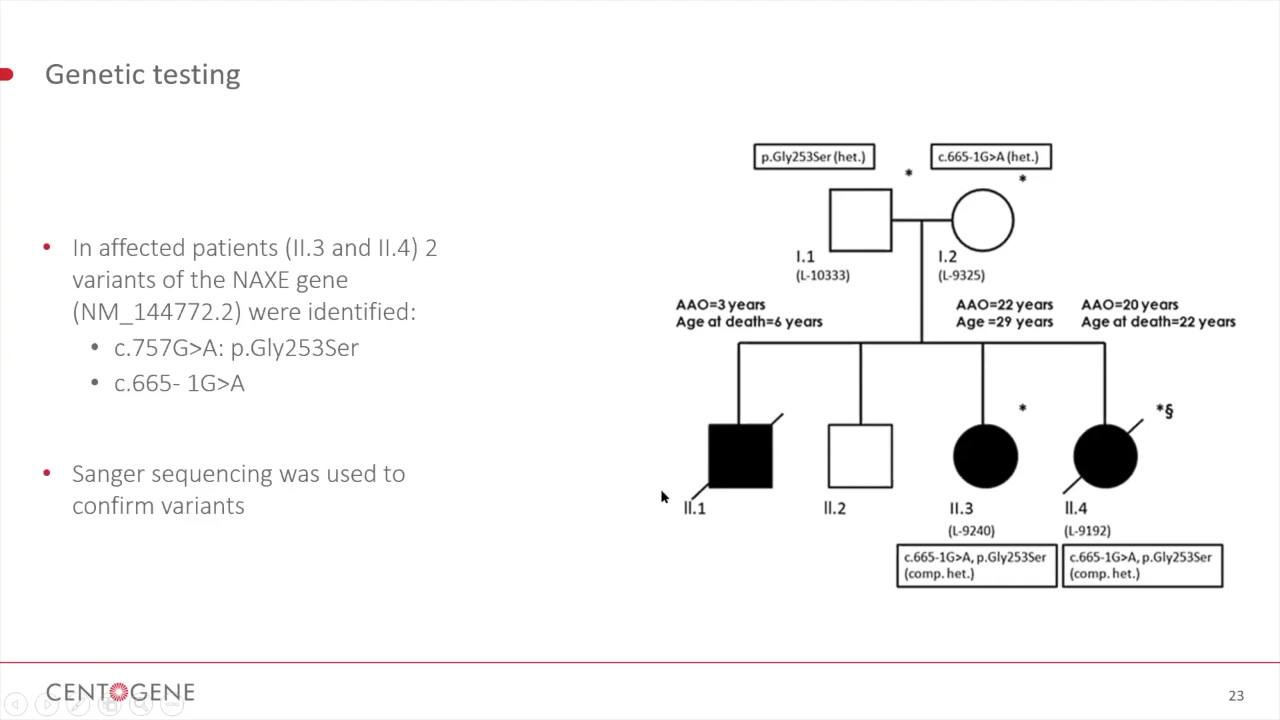 Genetic testing
• In affected patients (II.3 and II.4) 2
variants of the NAXE gene
(NM_144772.2) were identified:
• c.757G>A: p.Gly253Ser
• c.665- 1G>A
• Sanger sequencing was used to
confirm variants
p.Gly253Ser (het.)
c.665-1G>A (het.)
*
*
I.1
(L-10333)
I.2
(L-9325)
AAO=3 years
Age at death=6 years
AAO=22 years
Age =29 years
AAO=20 years
Age at death=22 years
*
*§
II.1
II.2
II.3
(L-9240)
II.4
(L-9192)
c.665-1G>A, p.Gly253Ser
(comp. het.)
c.665-1G>A, p.Gly253Ser
(comp. het.)
CENTOGENE
23